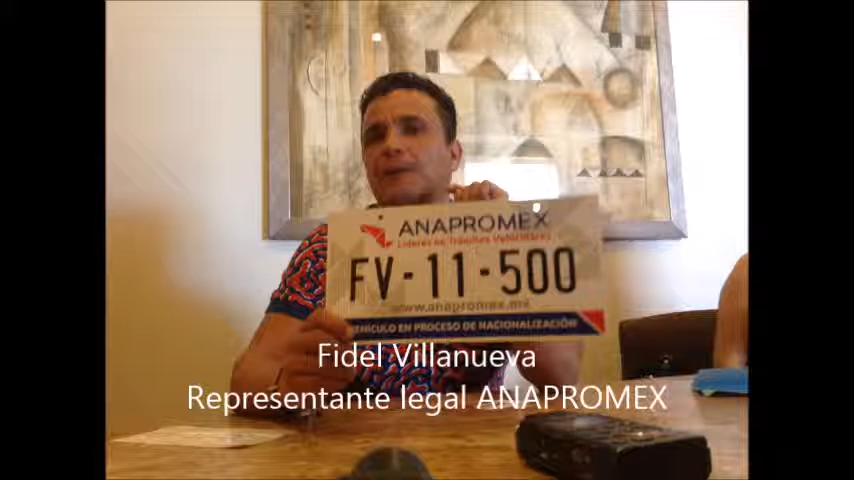 ANAPROMEX
Líderes en Trámites Vehiculares
FV-11-500
www.anapromex.mx
VEHICULO EN PROCESO DE NACIONALIZACIÓN
Fidel Villanueva
Representante legal ANAPROMEX